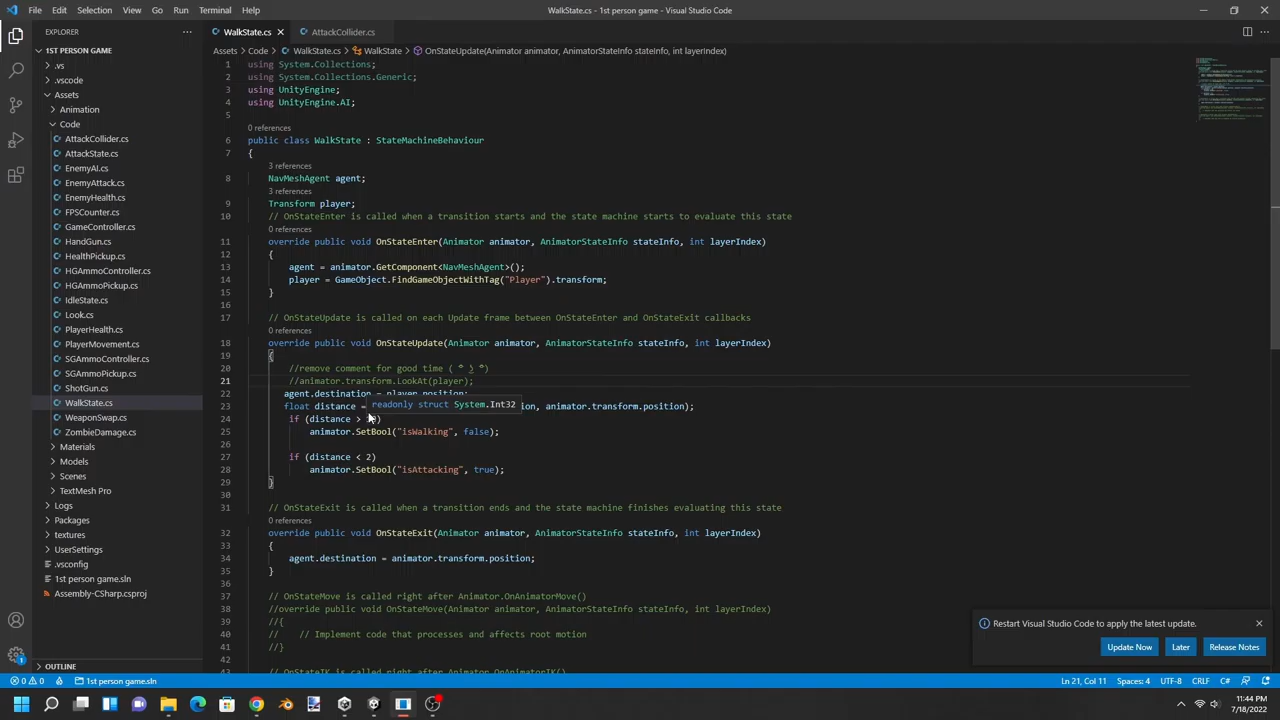 File Edit Selection View Go Run Terminal Help
WalkState.cs - 1st person game - Visual Studio Code
EXPLORER
1ST PERSON GAME
.vs
.vscode
Assets
Animation
Code
AttackCollider.cs
AttackState.cs
EnemyAI.cs
EnemyAttack.cs
EnemyHealth.cs
FPSCounter.cs
GameController.cs
HandGun.cs
HealthPickup.cs
HGAmmoController.cs
HGAmmoPickup.cs
IdleState.cs
Look.cs
PlayerHealth.cs
PlayerMovement.cs
SGAmmoController.cs
SGAmmoPickup.cs
ShotGun.cs
WalkState.cs
WeaponSwap.cs
ZombieDamage.cs
Materials
Models
Scenes
TextMesh Pro
Logs
Packages
textures
UserSettings
.vsconfig
1st person game.sln
Assembly-CSharp.csproj
OUTLINE
WalkState.cs AttackCollider.cs
Assets > Code > WalkState.cs > WalkState > OnStateUpdate(Animator animator, AnimatorStateInfo stateInfo, int layerIndex)
1 using System.Collections;
2 using System.Collections.Generic;
3 using UnityEngine;
4 using UnityEngine.AI;
5
0 references
6 public class WalkState : StateMachineBehaviour
7 {
3 references
8 NavMeshAgent agent;
3 references
9 Transform player;
10 // OnStateEnter is called when a transition starts and the state machine starts to evaluate this state
0 references
11 override public void OnStateEnter(Animator animator, AnimatorStateInfo stateInfo, int layerIndex)
12 {
13 agent = animator.GetComponent<NavMeshAgent>();
14 player = GameObject.FindGameObjectWithTag("Player").transform;
15 }
16
17 // OnStateUpdate is called on each Update frame between OnStateEnter and OnStateExit callbacks
0 references
18 override public void OnStateUpdate(Animator animator, AnimatorStateInfo stateInfo, int layerIndex)
19 {
20 //remove comment for good time ( ͡° ͜ʖ ͡°)
21 //animator.transform.LookAt(player);
22 agent.destination = player.position;
readonly struct System.Int32
23 float distance = on, animator.transform.position);
24 if (distance > )
25 animator.SetBool("isWalking", false);
26
27 if (distance < 2)
28 animator.SetBool("isAttacking", true);
29 }
30
31 // OnStateExit is called when a transition ends and the state machine finishes evaluating this state
0 references
32 override public void OnStateExit(Animator animator, AnimatorStateInfo stateInfo, int layerIndex)
33 {
34 agent.destination = animator.transform.position;
35 }
36
37 // OnStateMove is called right after Animator.OnAnimatorMove()
38 //override public void OnStateMove(Animator animator, AnimatorStateInfo stateInfo, int layerIndex)
39 //{
40 // // Implement code that processes and affects root motion
41 //}
42
43 // OnStateIK is called right after Animator.OnAnimatorIK()
Restart Visual Studio Code to apply the latest update.
Update Now Later Release Notes
0 0 1st person game.sln
Ln 21, Col 11 Spaces: 4 UTF-8 CRLF C#
11:44 PM
7/18/2022